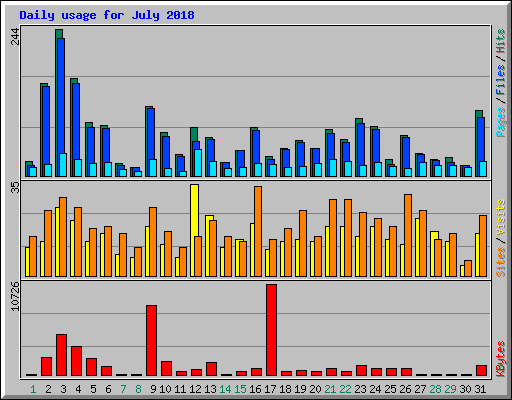 Daily usage for July 2018
244
Pages / Files / Hits
35
Sites / Visits
10726
KBytes
1 2 3 4 5 6 7 8 9 10 11 12 13 14 15 16 17 18 19 20 21 22 23 24 25 26 27 28 29 30 31